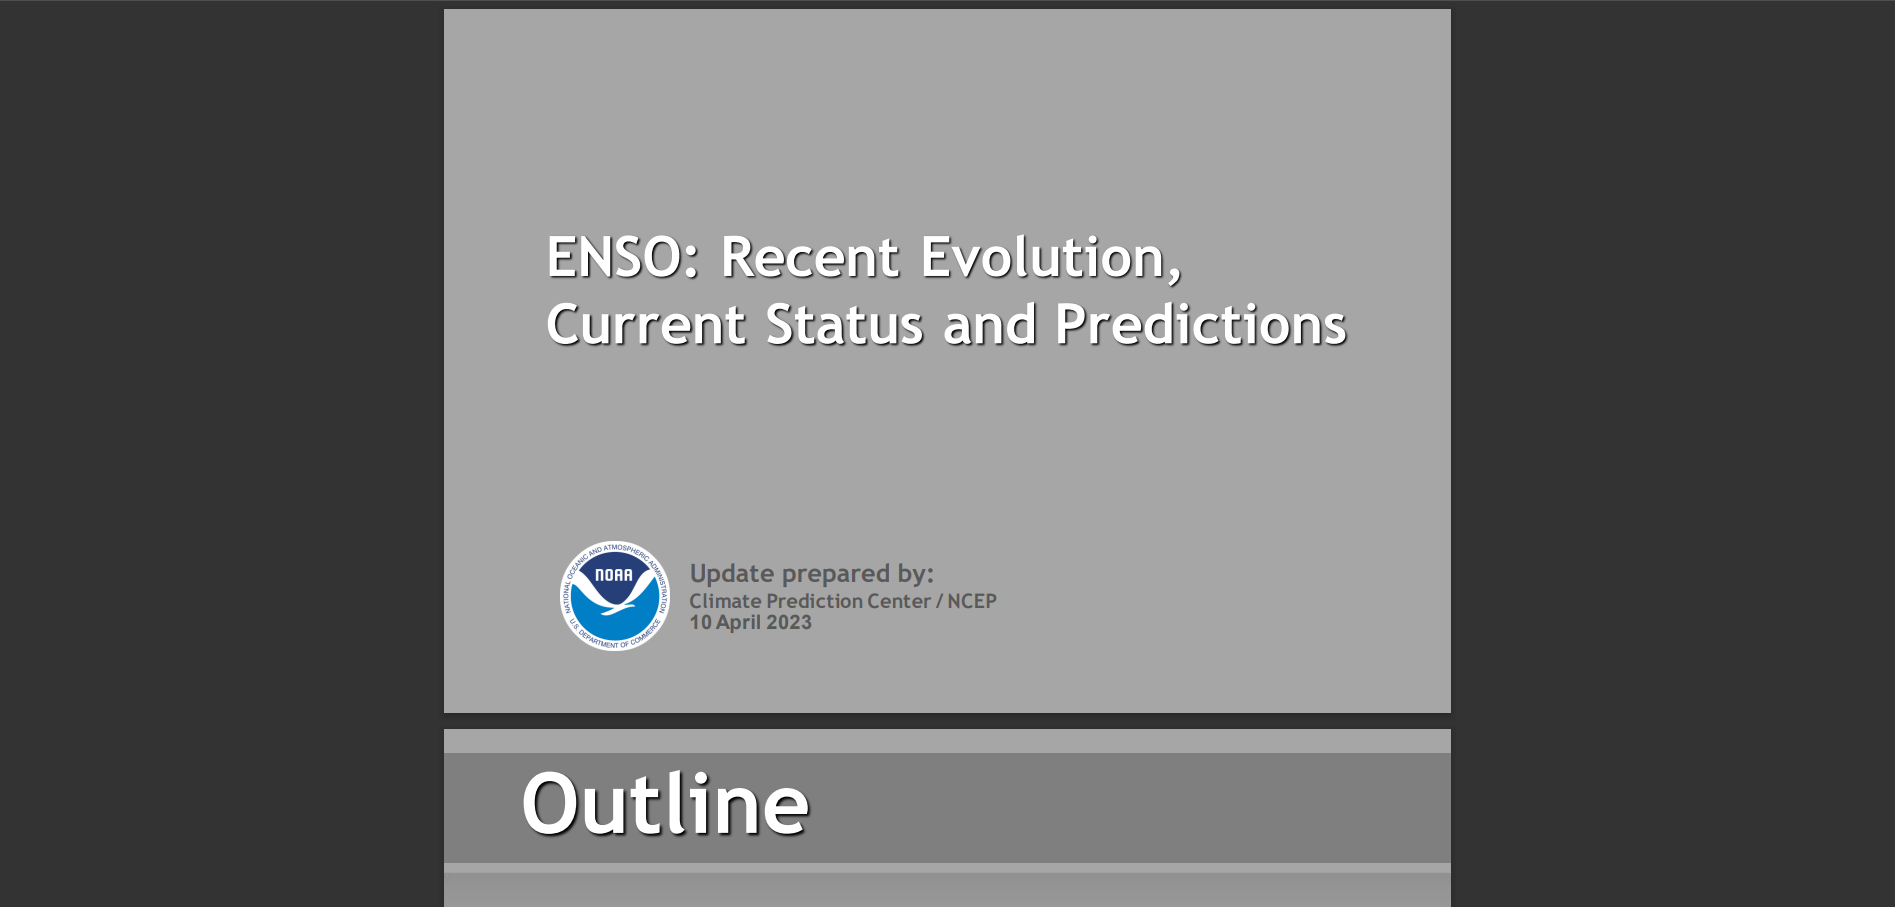 ENSO: Recent Evolution,
Current Status and Predictions
NATIONAL OCEANIC AND ATMOSPHERIC ADMINISTRATION
NOAA
U.S. DEPARTMENT OF COMMERCE
Update prepared by:
Climate Prediction Center / NCEP
10 April 2023
Outline